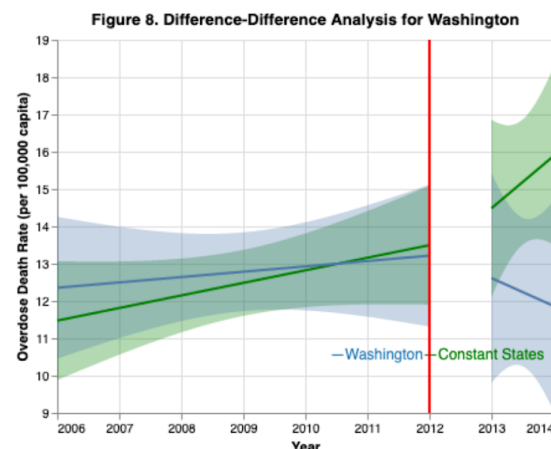 Figure 8. Difference-Difference Analysis for Washington
19
18
17
16
15
14
13
12
11
10
9
Overdose Death Rate (per 100,000 capita)
Washington
Constant States
2006 2007 2008 2009 2010 2011 2012 2013 2014
Year